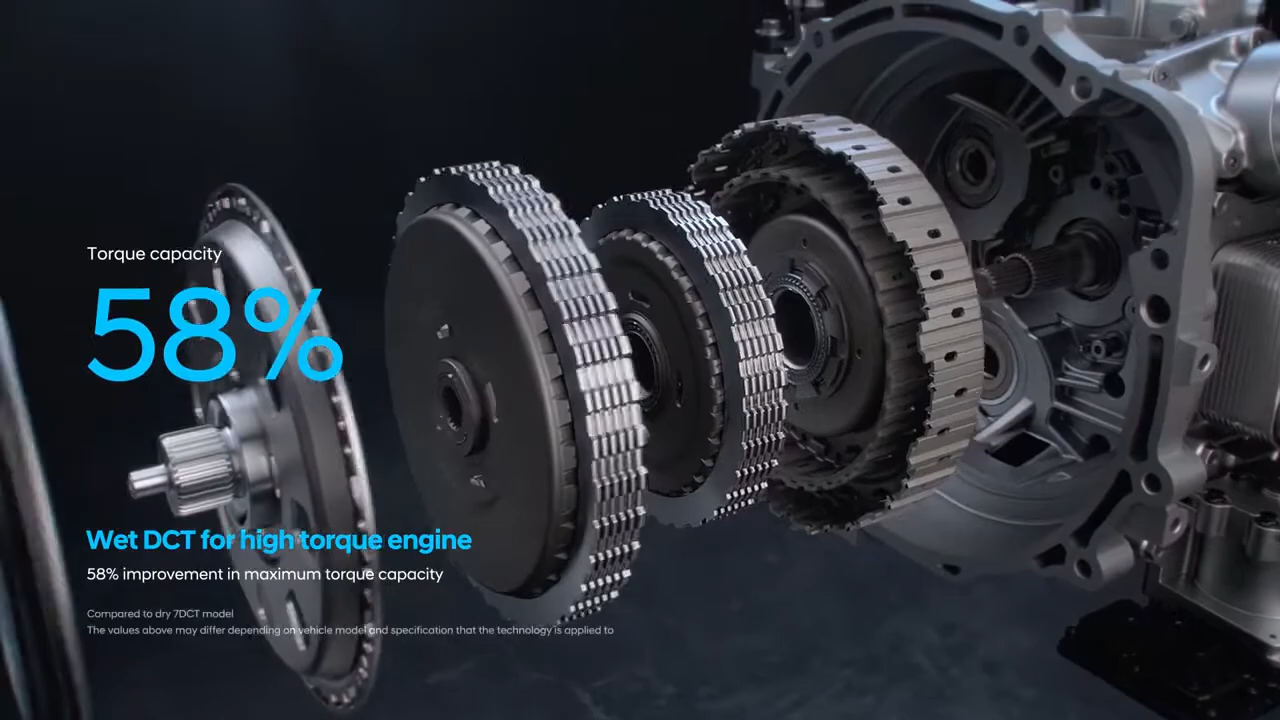 Torque capacity
58%
Wet DCT for high torque engine
58% improvement in maximum torque capacity
Compared to dry 7DCT model
The values above may differ depending on vehicle model and specification that the technology is applied to